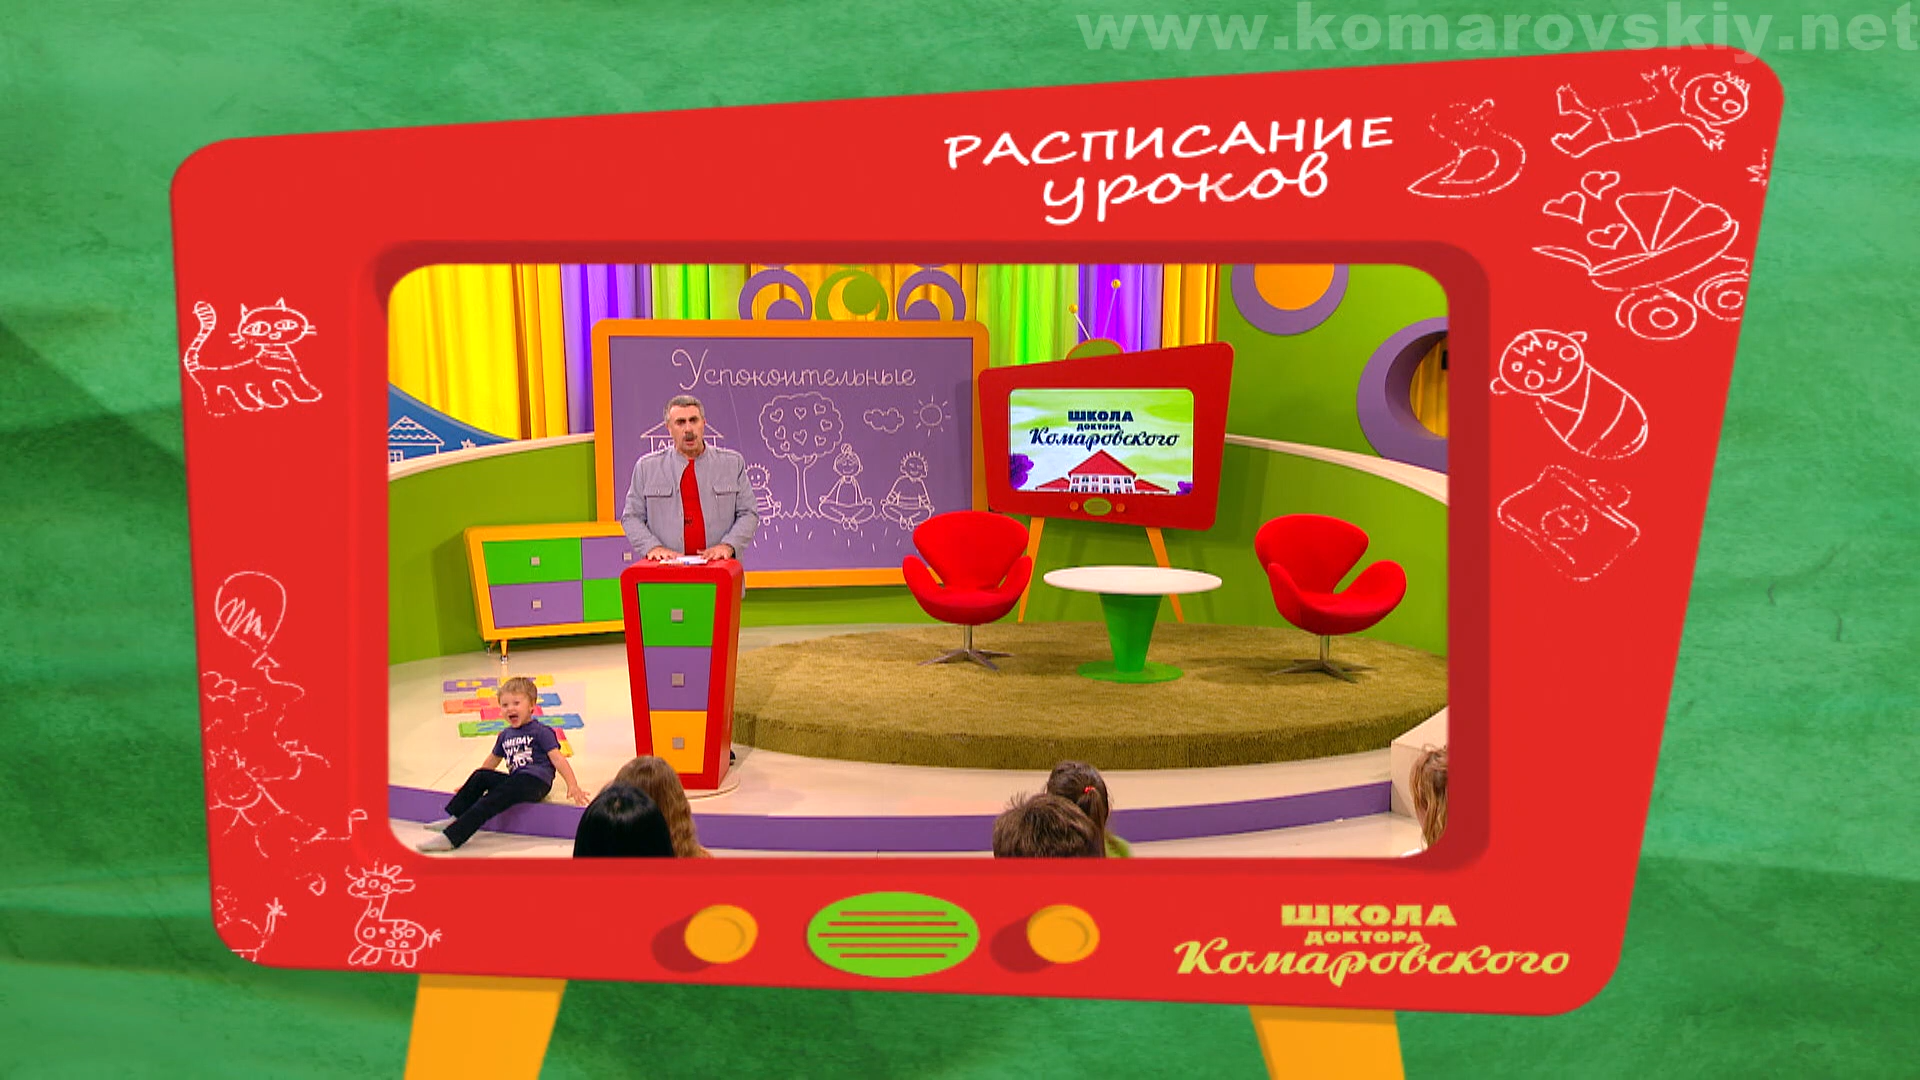 www.komarovskiy.net
РАСПИСАНИЕ
уроков
Успокоительные
ШКОЛА
ДОКТОРА
Комаровского
ШКОЛА
ДОКТОРА
Комаровского